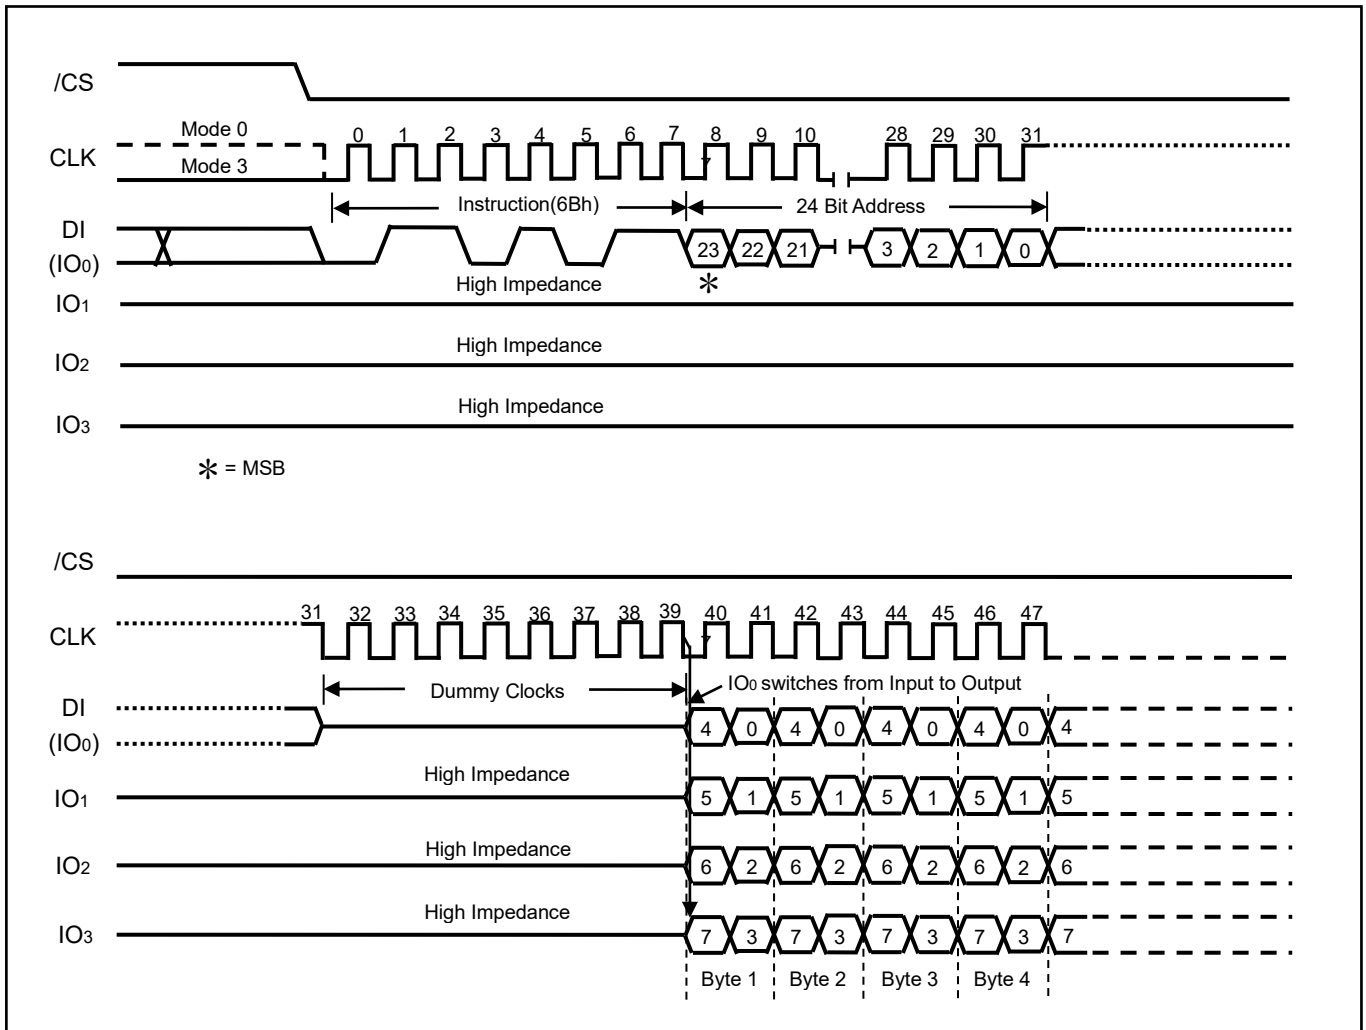 /CS
Mode 0
CLK
Mode 3
0 1 2 3 4 5 6 7 8 9 10 28 29 30 31
7
Instruction(6Bh) 24 Bit Address
DI
(IO0)
23 22 21 3 2 1 0
High Impedance *
IO1
High Impedance
IO2
High Impedance
IO3
* = MSB
/CS
31 32 33 34 35 36 37 38 39 40 41 42 43 44 45 46 47
CLK
7
Dummy Clocks IO0 switches from Input to Output
DI
(IO0)
4 0 4 0 4 0 4 0 4
High Impedance
IO1
5 1 5 1 5 1 5 1 5
High Impedance
IO2
6 2 6 2 6 2 6 2 6
High Impedance
IO3
7 3 7 3 7 3 7 3 7
Byte 1 Byte 2 Byte 3 Byte 4